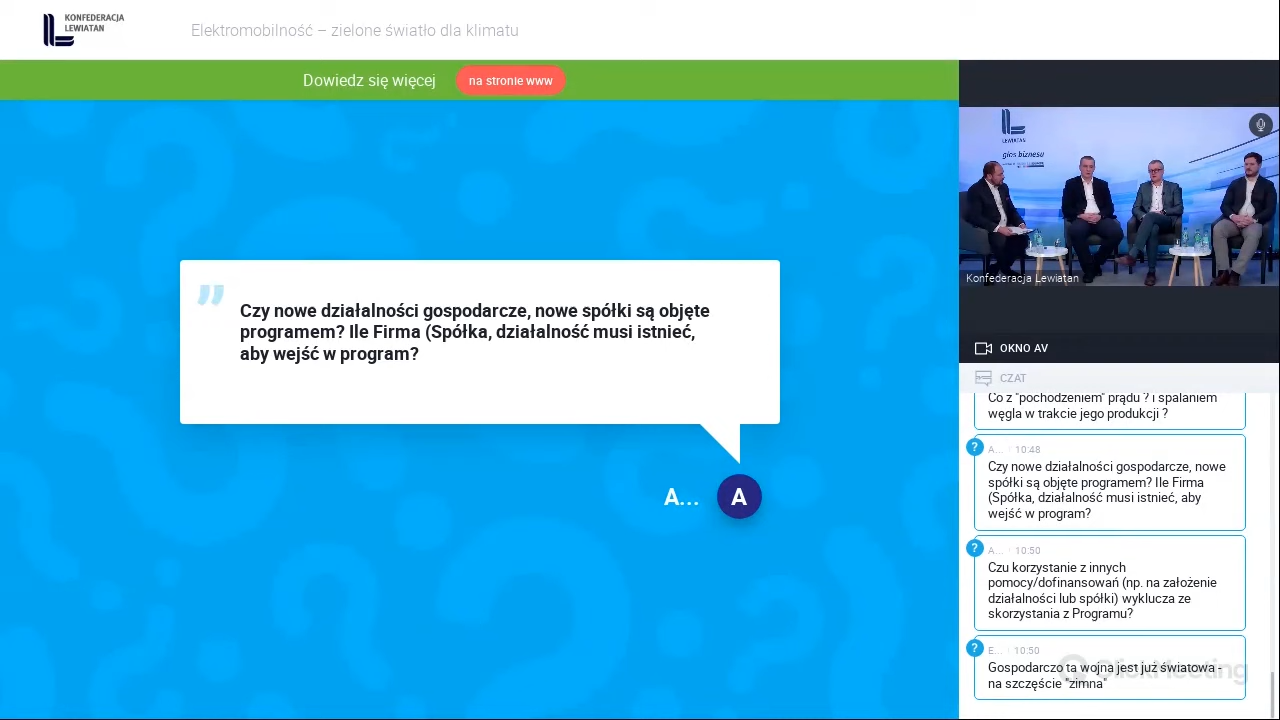 KONFEDERACJA
LEWIATAN
Elektromobilność – zielone światło dla klimatu
Dowiedz się więcej
na stronie www
Czy nowe działalności gospodarcze, nowe spółki są objęte
programem? Ile Firma (Spółka, działalność musi istnieć,
aby wejść w program?
A...
A
LEWIATAN
głos biznesu
Konfederacja Lewiatan
OKNO AV
CZAT
Co z "pochodzeniem" prądu ? i spalaniem
węgla w trakcie jego produkcji ?
?
A... 10:48
Czy nowe działalności gospodarcze, nowe
spółki są objęte programem? Ile Firma
(Spółka, działalność musi istnieć, aby
wejść w program?
?
A... 10:50
Czu korzystanie z innych
pomocy/dofinansowań (np. na założenie
działalności lub spółki) wyklucza ze
skorzystania z Programu?
?
E... 10:50
Gospodarczo ta wojna jest już światowa -
na szczęście "zimna"
ClickMeeting